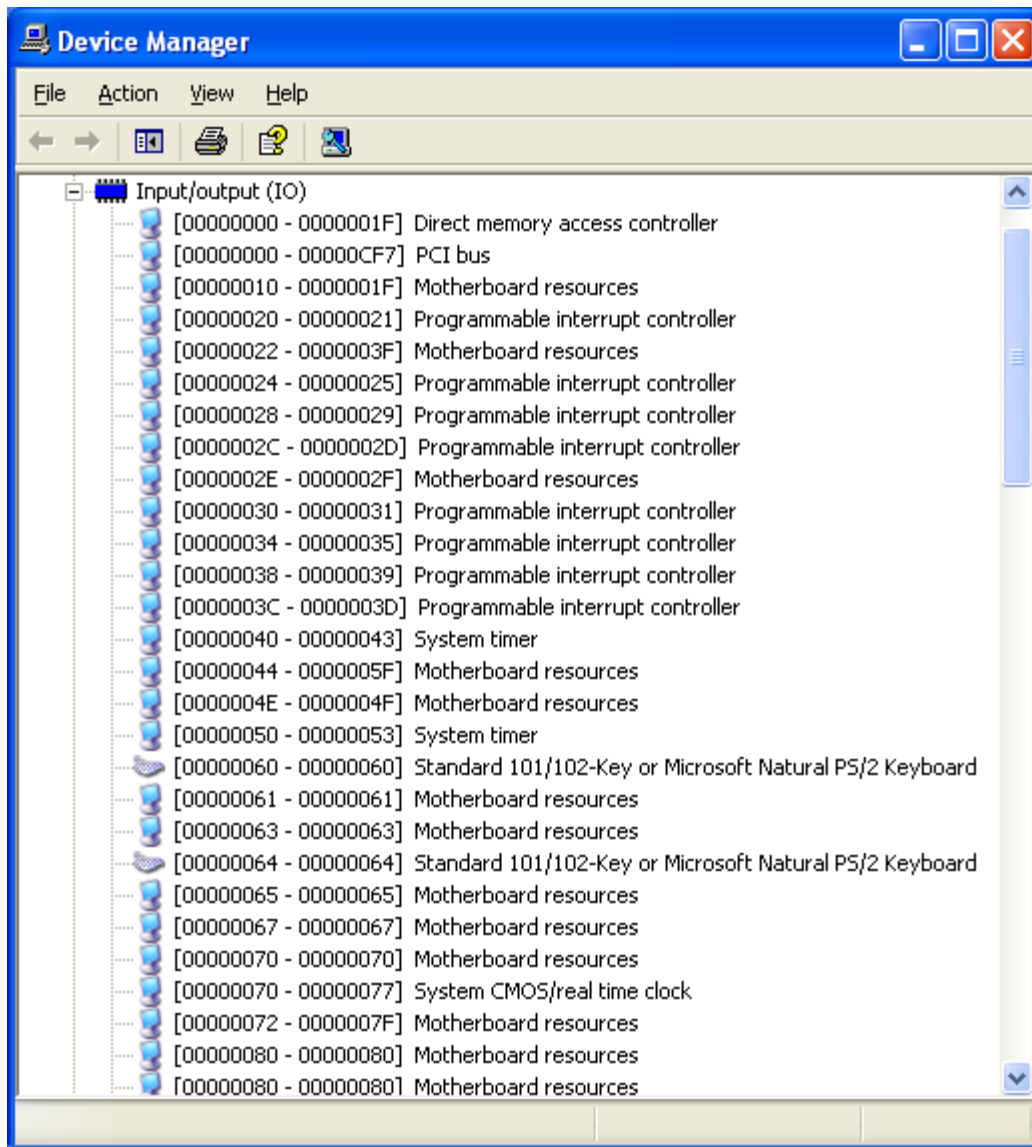 Device Manager
File Action View Help
Input/output (IO)
[00000000 - 0000001F] Direct memory access controller
[00000000 - 00000CF7] PCI bus
[00000010 - 0000001F] Motherboard resources
[00000020 - 00000021] Programmable interrupt controller
[00000022 - 0000003F] Motherboard resources
[00000024 - 00000025] Programmable interrupt controller
[00000028 - 00000029] Programmable interrupt controller
[0000002C - 0000002D] Programmable interrupt controller
[0000002E - 0000002F] Motherboard resources
[00000030 - 00000031] Programmable interrupt controller
[00000034 - 00000035] Programmable interrupt controller
[00000038 - 00000039] Programmable interrupt controller
[0000003C - 0000003D] Programmable interrupt controller
[00000040 - 00000043] System timer
[00000044 - 0000005F] Motherboard resources
[0000004E - 0000004F] Motherboard resources
[00000050 - 00000053] System timer
[00000060 - 00000060] Standard 101/102-Key or Microsoft Natural PS/2 Keyboard
[00000061 - 00000061] Motherboard resources
[00000063 - 00000063] Motherboard resources
[00000064 - 00000064] Standard 101/102-Key or Microsoft Natural PS/2 Keyboard
[00000065 - 00000065] Motherboard resources
[00000067 - 00000067] Motherboard resources
[00000070 - 00000070] Motherboard resources
[00000070 - 00000077] System CMOS/real time clock
[00000072 - 0000007F] Motherboard resources
[00000080 - 00000080] Motherboard resources
[00000080 - 00000080] Motherboard resources